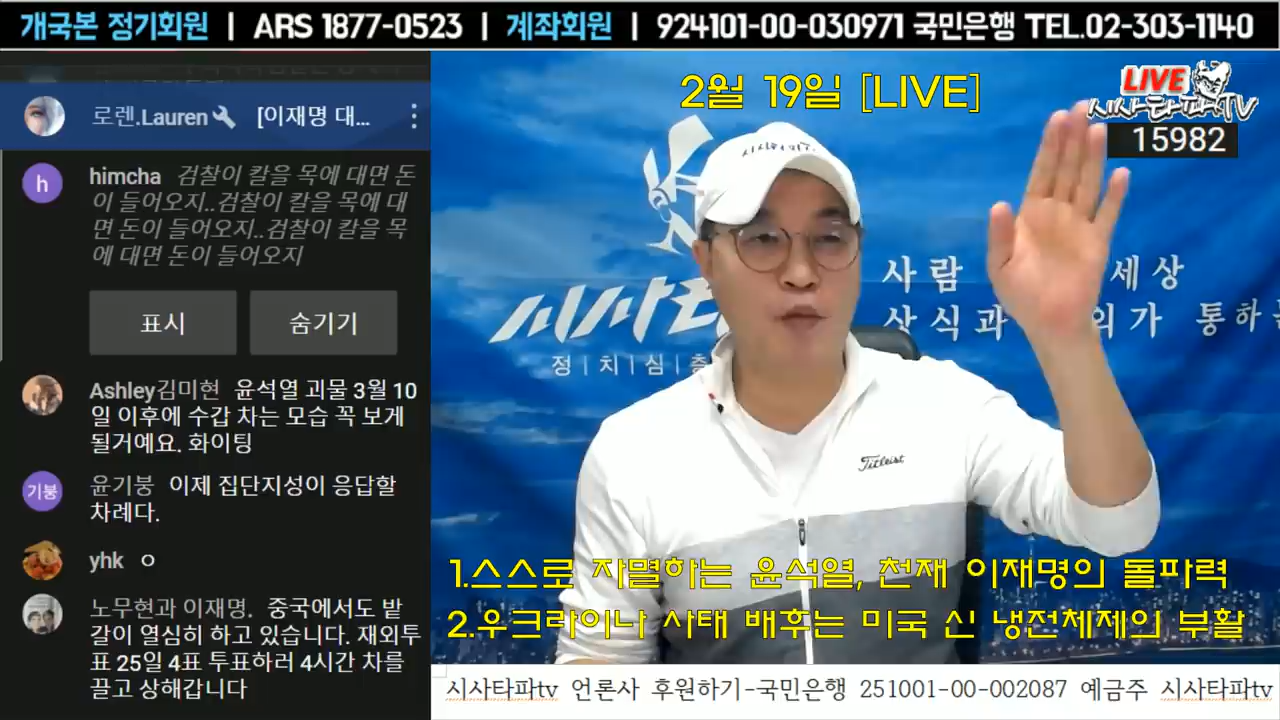 개국본 정기회원 | ARS 1877-0523 | 계좌회원 | 924101-00-030971 국민은행 TEL.02-303-1140
로렌.Lauren [이재명 대...
himcha 검찰이 칼을 목에 대면 돈
이 들어오지..검찰이 칼을 목에 대
면 돈이 들어오지..검찰이 칼을 목
에 대면 돈이 들어오지
표시 숨기기
Ashley김미현 윤석열 괴물 3월 10
일 이후에 수갑 차는 모습 꼭 보게
될거예요. 화이팅
기붕
윤기붕 이제 집단지성이 응답할
차례다.
yhk ㅇ
노무현과 이재명. 중국에서도 밭
갈이 열심히 하고 있습니다. 재외투
표 25일 4표 투표하러 4시간 차를
끌고 상해갑니다
2월 19일 [LIVE]
LIVE
시사타파TV
15982
사람 세상
상식과 의가 통하는
시사타
정|치|심|층
Titleist
1.스스로 자멸하는 윤석열, 천재 이재명의 돌파력
2.우크라이나 사태 배후는 미국 신 냉전체제의 부활
시사타파tv 언론사 후원하기-국민은행 251001-00-002087 예금주 시사타파tv